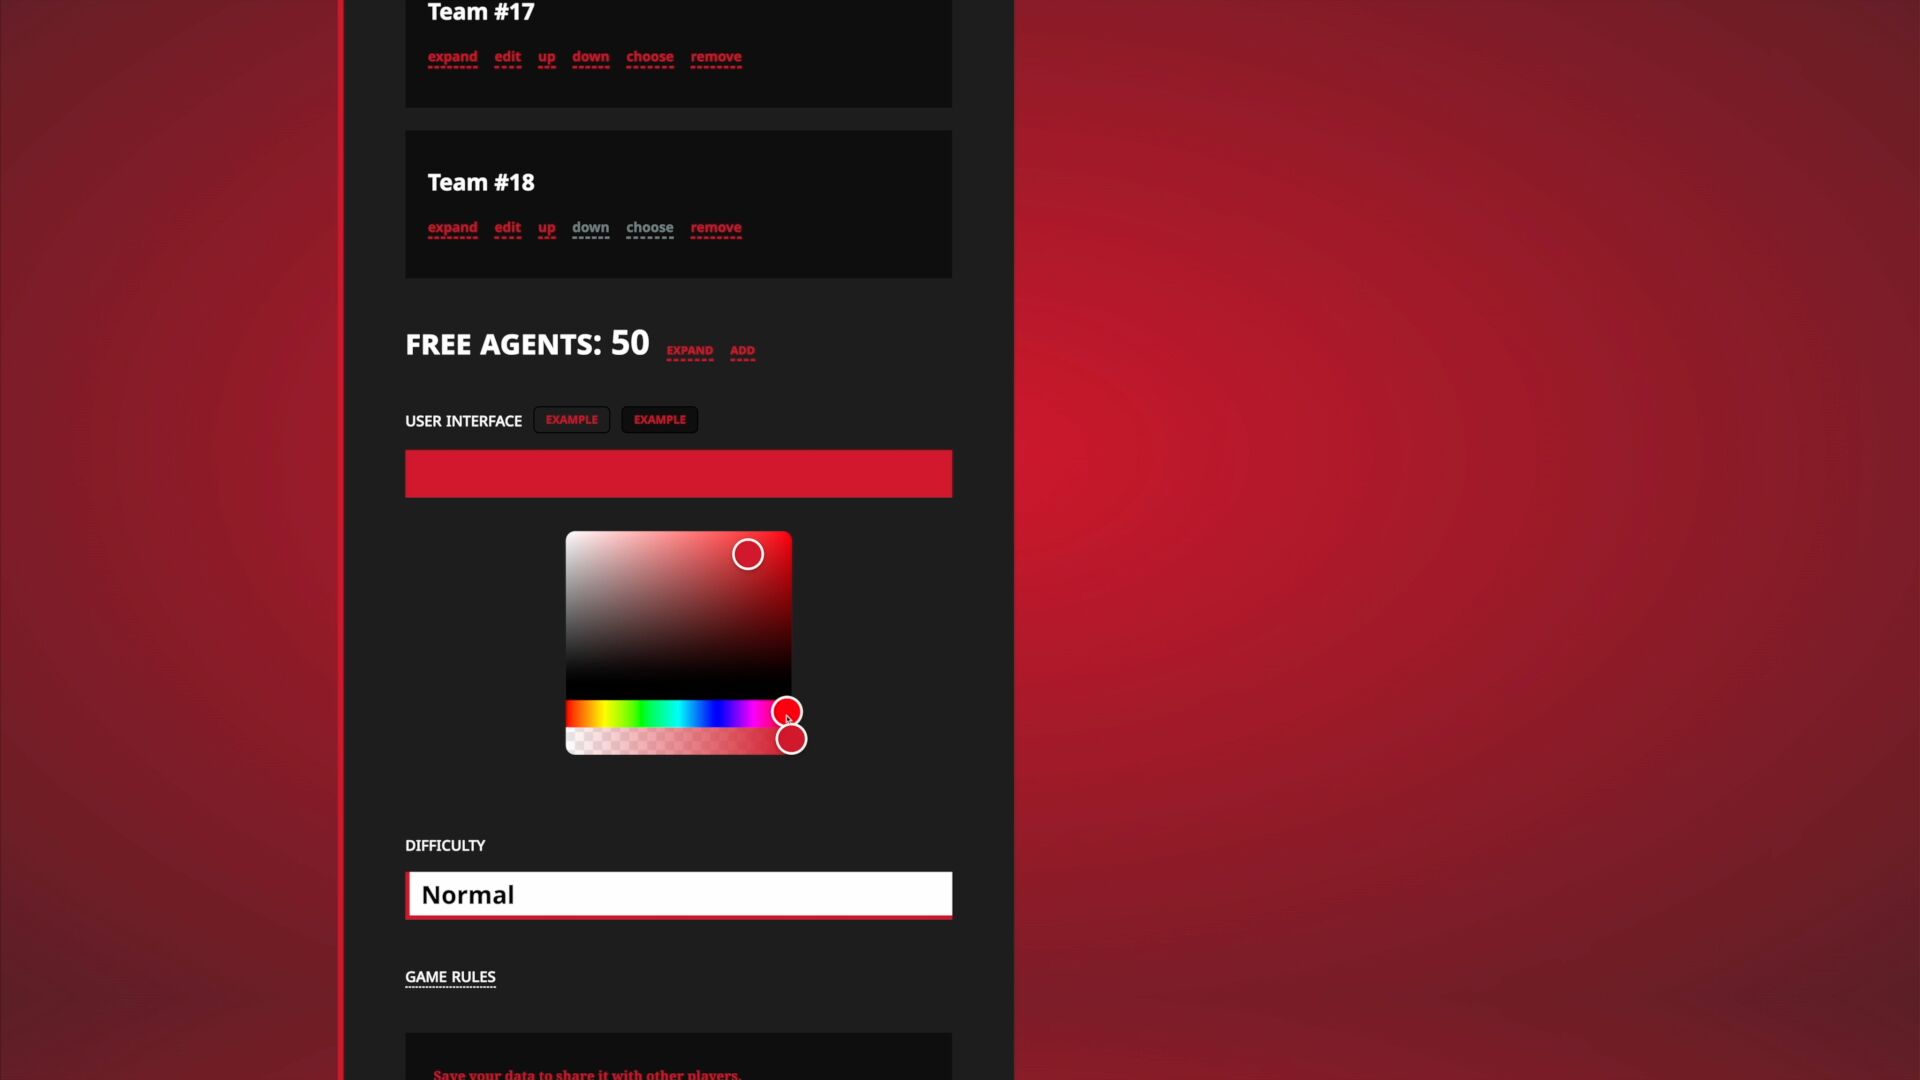 Team #17
expand edit up down choose remove
Team #18
expand edit up down choose remove
FREE AGENTS: 50 EXPAND ADD
USER INTERFACE EXAMPLE EXAMPLE
DIFFICULTY
Normal
GAME RULES
Save your data to share it with other players.